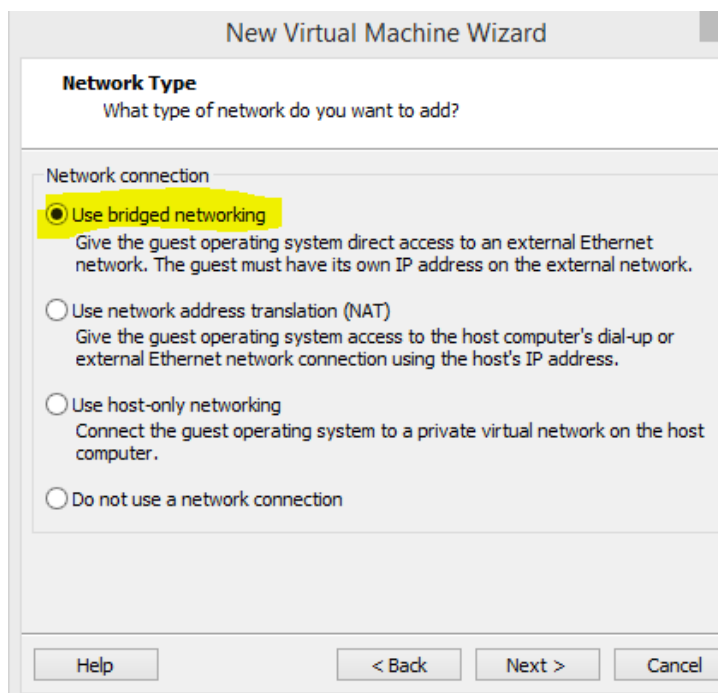 New Virtual Machine Wizard
Network Type
What type of network do you want to add?
Network connection
Use bridged networking
Give the guest operating system direct access to an external Ethernet
network. The guest must have its own IP address on the external network.
Use network address translation (NAT)
Give the guest operating system access to the host computer's dial-up or
external Ethernet network connection using the host's IP address.
Use host-only networking
Connect the guest operating system to a private virtual network on the host
computer.
Do not use a network connection
Help
< Back
Next >
Cancel